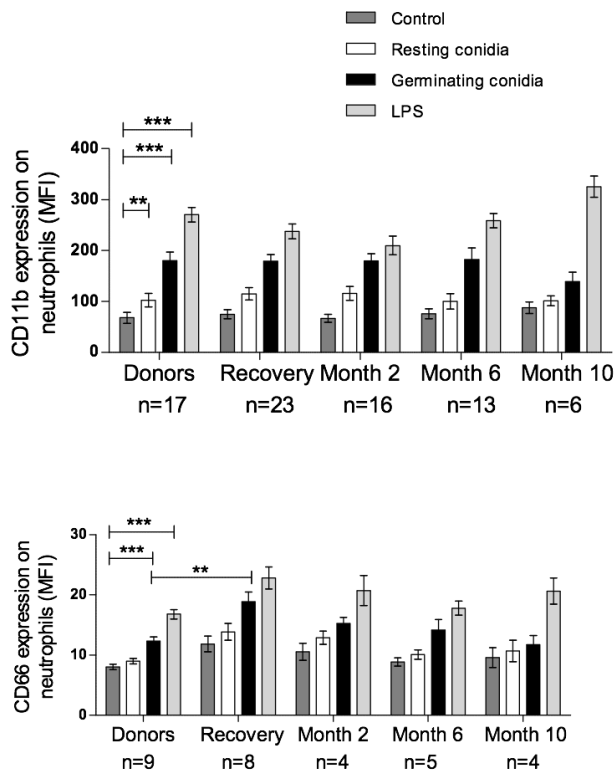 Control
Resting conidia
Germinating conidia
LPS
CD11b expression on
neutrophils (MFI)
400
300
200
100
0
***
***
**
Donors Recovery Month 2 Month 6 Month 10
n=17 n=23 n=16 n=13 n=6
CD66 expression on
neutrophils (MFI)
30
20
10
0
***
***
**
Donors Recovery Month 2 Month 6 Month 10
n=9 n=8 n=4 n=5 n=4